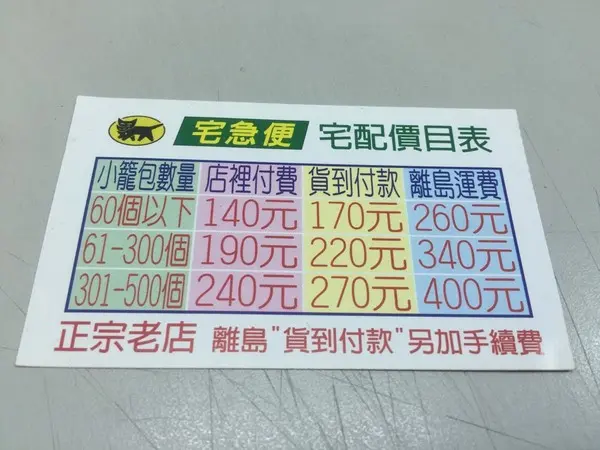 宅急便 宅配價目表
小籠包數量 店裡付費 貨到付款 離島運費
60個以下 140元 170元 260元
61-300個 190元 220元 340元
301-500個 240元 270元 400元
正宗老店 離島"貨到付款"另加手續費